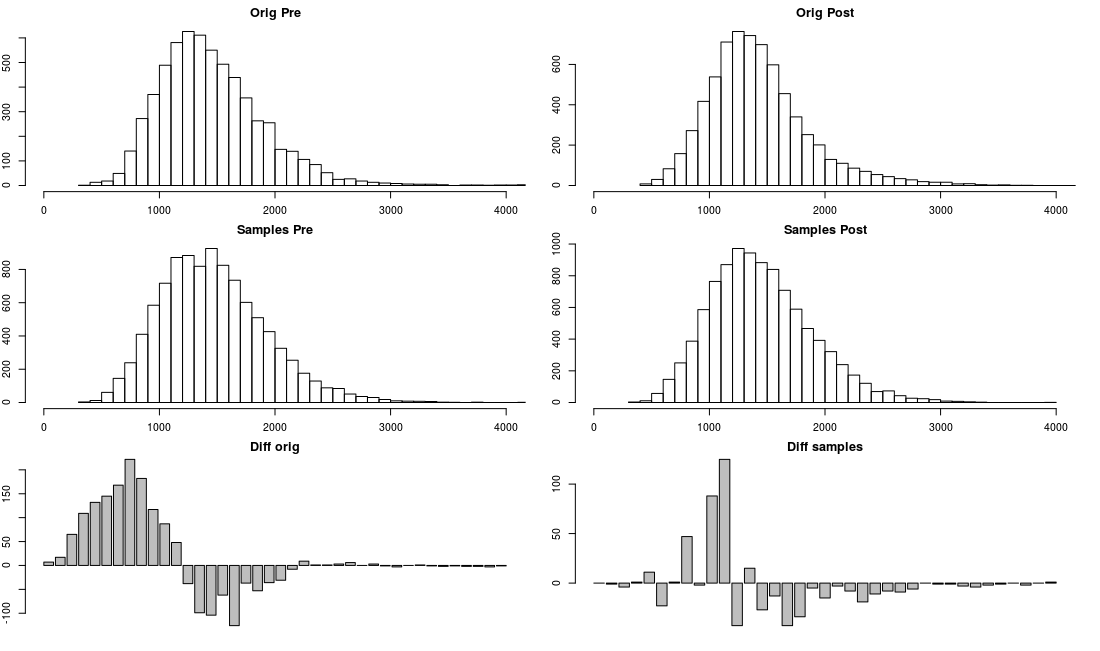 Orig Pre
0 100 300 500
0 1000 2000 3000 4000
Orig Post
0 200 400 600
0 1000 2000 3000 4000
Samples Pre
0 200 400 600 800
0 1000 2000 3000 4000
Samples Post
0 200 400 600 800 1000
0 1000 2000 3000 4000
Diff orig
-100 0 50 150
Diff samples
0 50 100